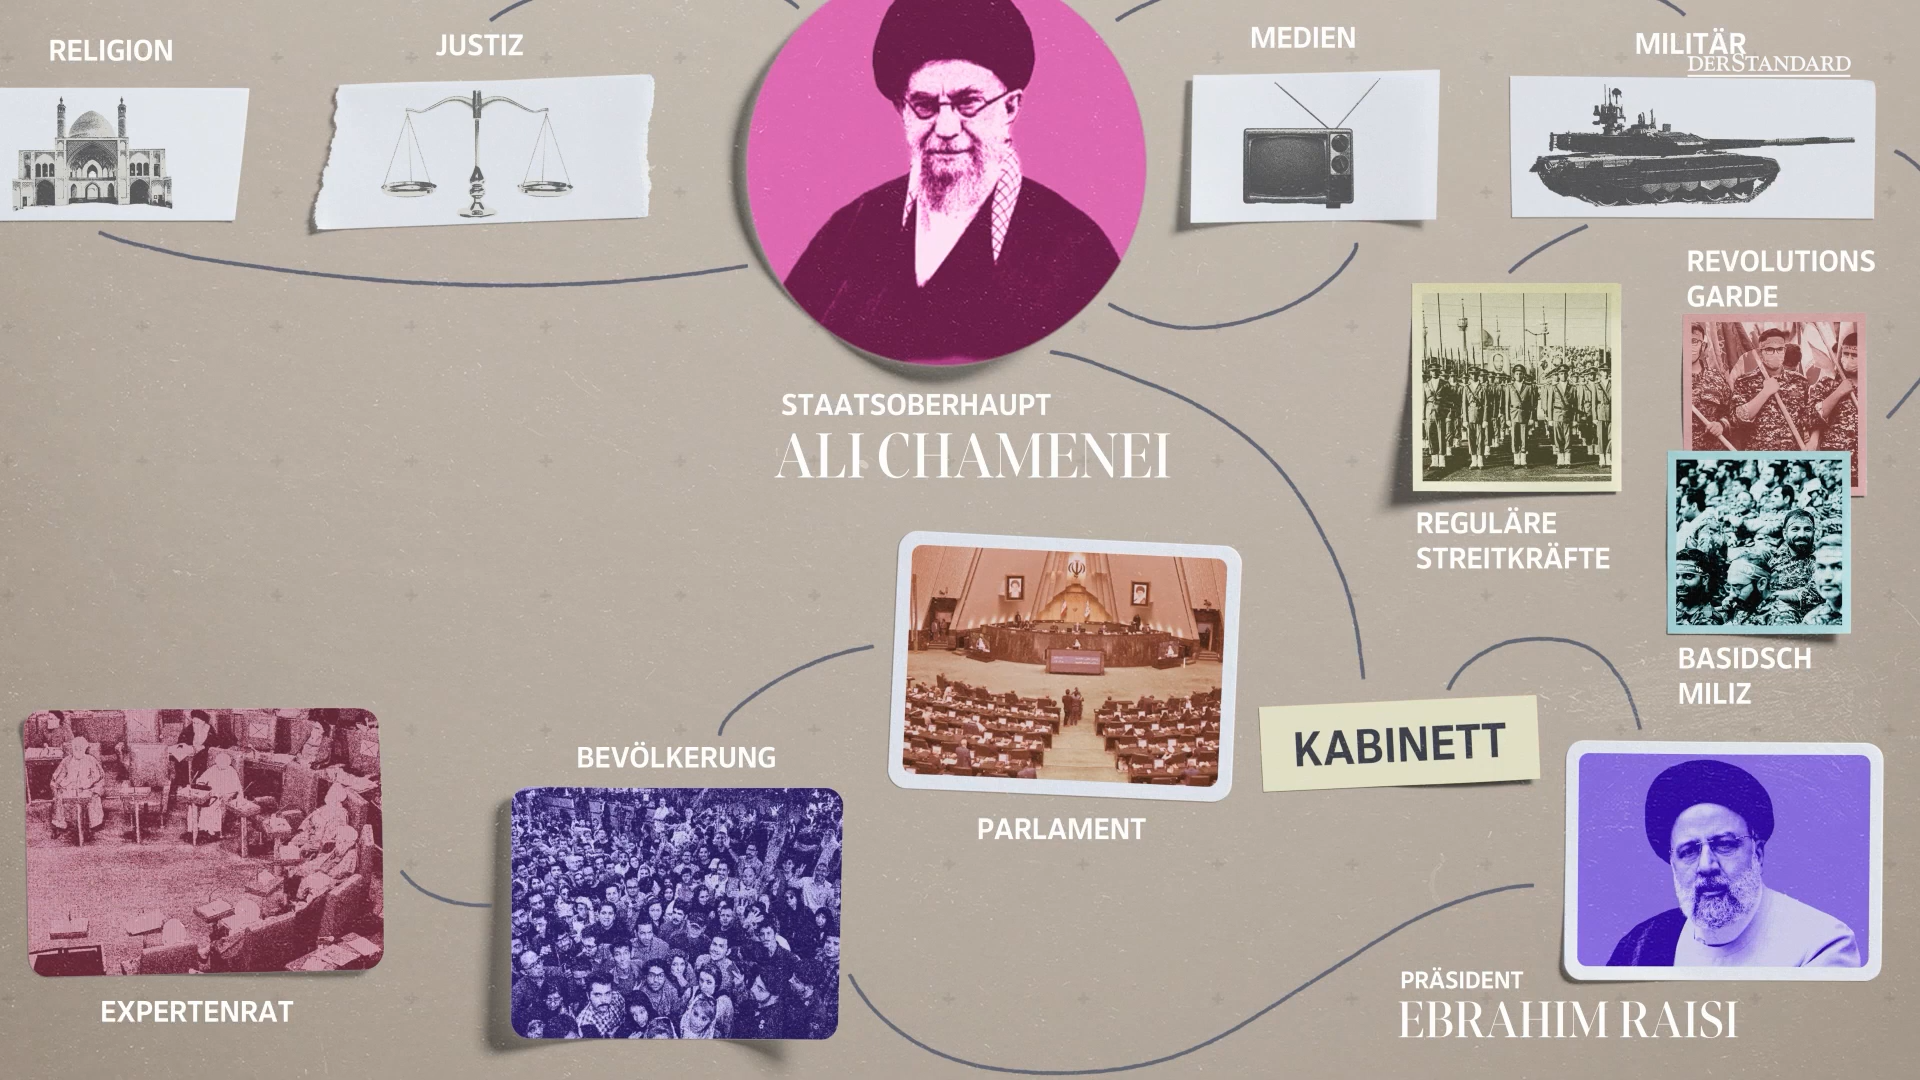 RELIGION
JUSTIZ
MEDIEN
MILITÄR
DERSTANDARD
REVOLUTIONS
GARDE
STAATSOBERHAUPT
ALI CHAMENEI
REGULÄRE
STREITKRÄFTE
BASIDSCH
MILIZ
KABINETT
BEVÖLKERUNG
PARLAMENT
EXPERTENRAT
PRÄSIDENT
EBRAHIM RAISI